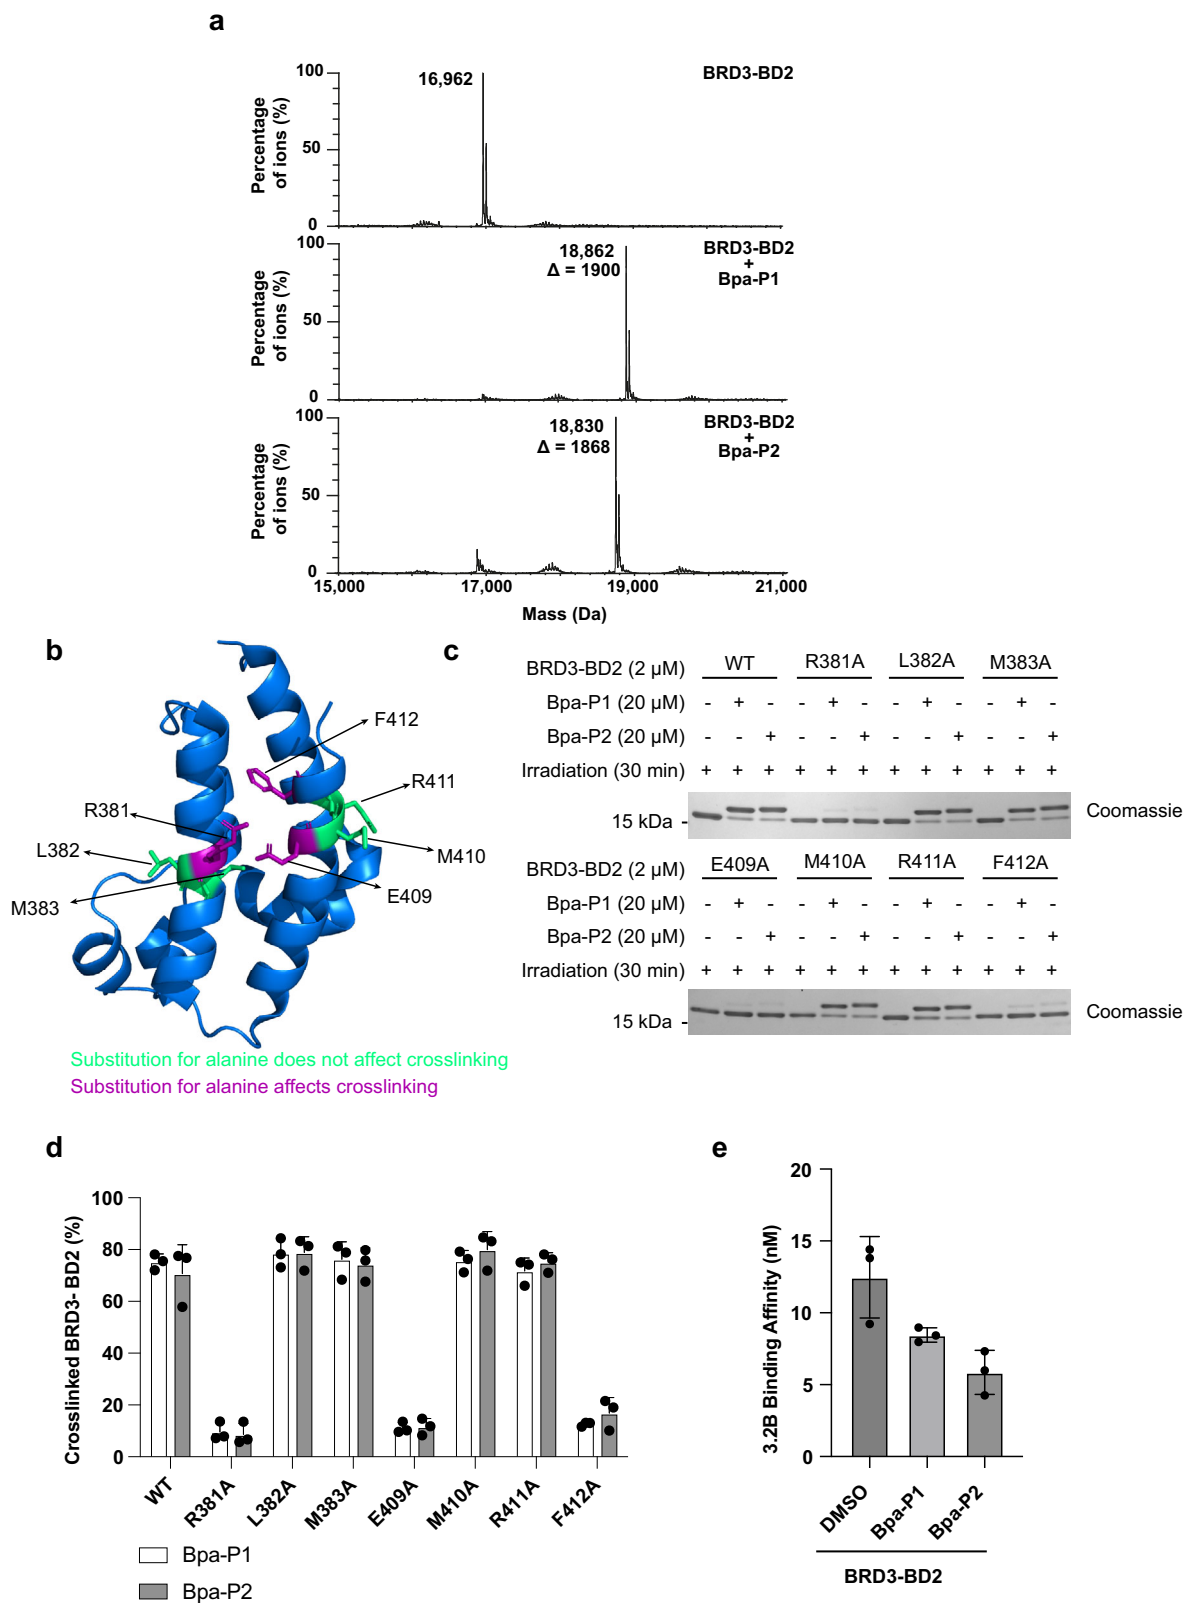 a
100
50
0
Percentage
of ions (%)
16,962
BRD3-BD2
100
50
0
Percentage
of ions (%)
18,862
Δ = 1900
BRD3-BD2
+
Bpa-P1
100
50
0
Percentage
of ions (%)
18,830
Δ = 1868
BRD3-BD2
+
Bpa-P2
15,000 17,000 19,000 21,000
Mass (Da)
b
F412
R411
R381
L382
M410
M383
E409
Substitution for alanine does not affect crosslinking
Substitution for alanine affects crosslinking
c
BRD3-BD2 (2 µM) WT R381A L382A M383A
Bpa-P1 (20 µM) - + - - + - - + - - + -
Bpa-P2 (20 µM) - - + - - + - - + - - +
Irradiation (30 min) + + + + + + + + + + + +
15 kDa -
Coomassie
BRD3-BD2 (2 µM) E409A M410A R411A F412A
Bpa-P1 (20 µM) - + - - + - - + - - + -
Bpa-P2 (20 µM) - - + - - + - - + - - +
Irradiation (30 min) + + + + + + + + + + + +
15 kDa -
Coomassie
d
Crosslinked BRD3- BD2 (%)
100
80
60
40
20
0
WT R381A L382A M383A E409A M410A R411A F412A
Bpa-P1
Bpa-P2
e
3.2B Binding Affinity (nM)
20
15
10
5
0
DMSO Bpa-P1 Bpa-P2
BRD3-BD2